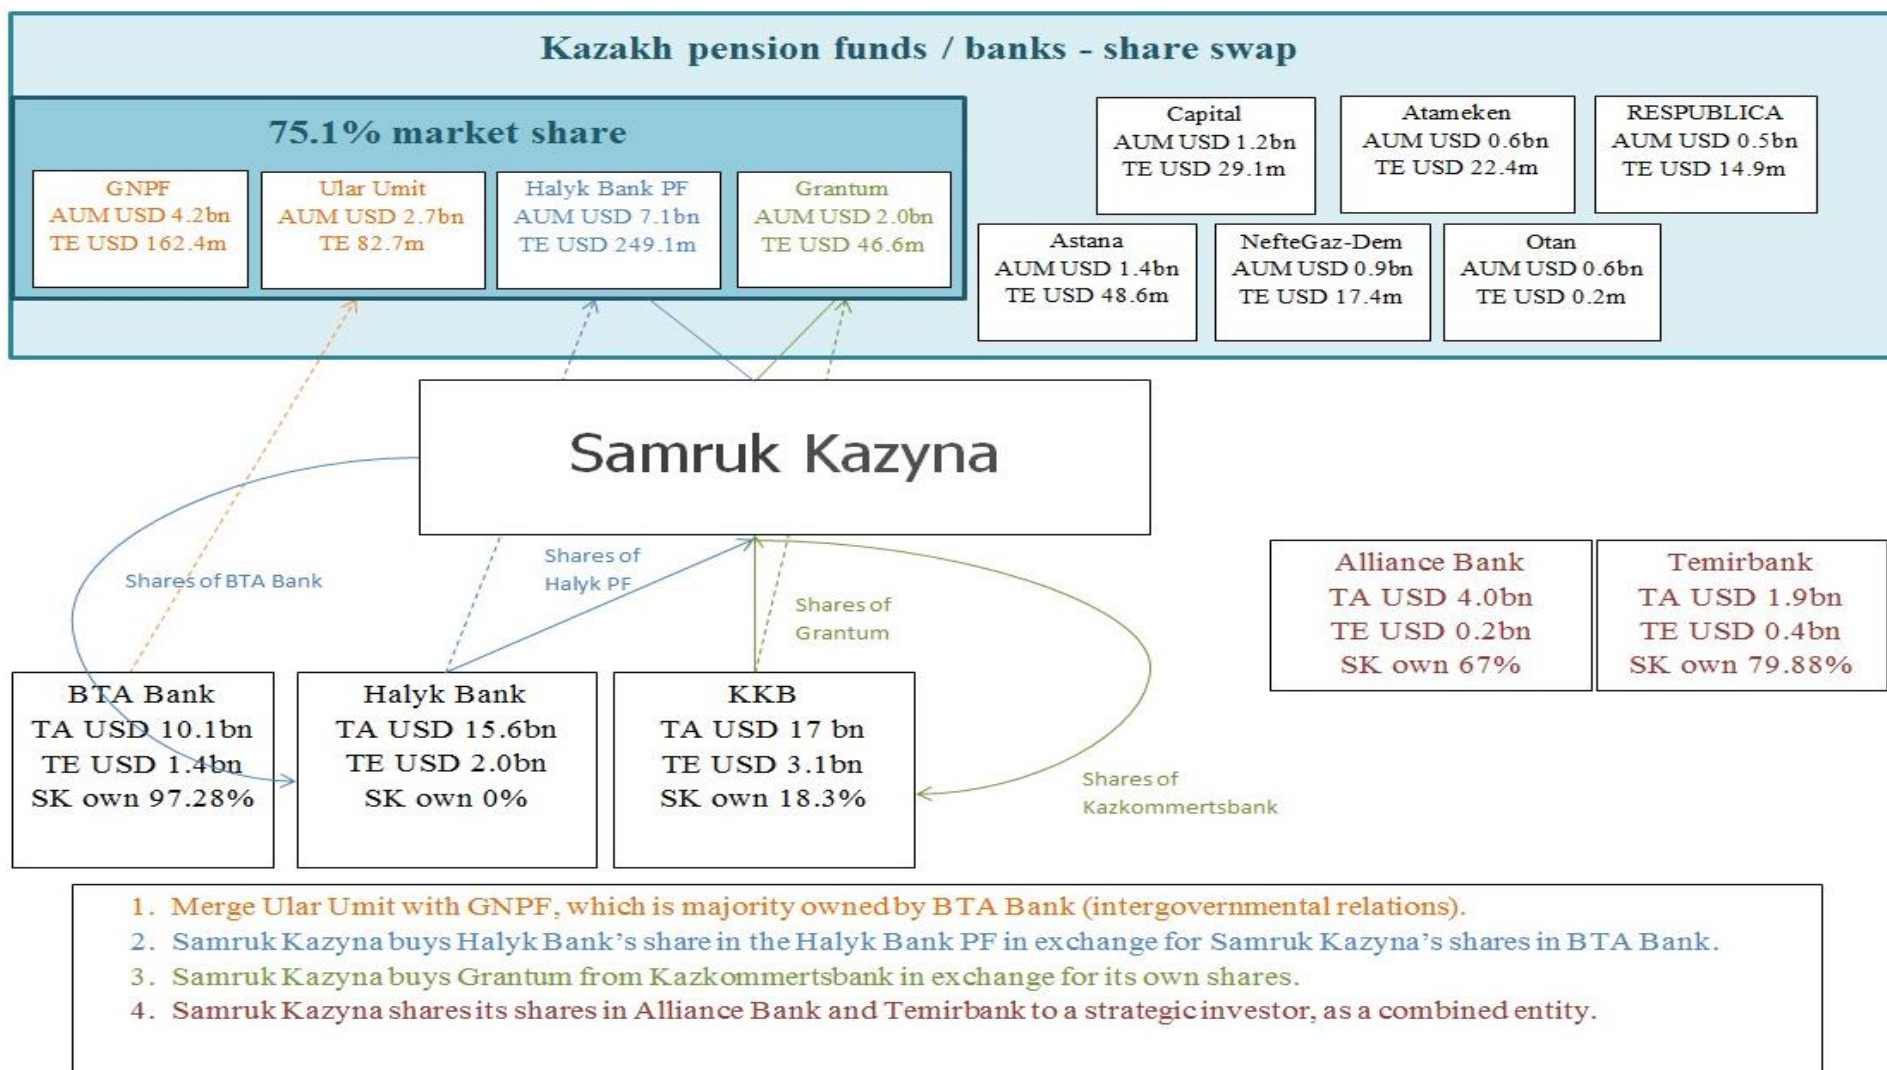 Kazakh pension funds / banks - share swap
75.1% market share
GNPF
AUM USD 4.2bn
TE USD 162.4m
Ular Umit
AUM USD 2.7bn
TE 82.7m
Halyk Bank PF
AUM USD 7.1bn
TE USD 249.1m
Grantum
AUM USD 2.0bn
TE USD 46.6m
Capital
AUM USD 1.2bn
TE USD 29.1m
Atameken
AUM USD 0.6bn
TE USD 22.4m
RESPUBLICA
AUM USD 0.5bn
TE USD 14.9m
Astana
AUM USD 1.4bn
TE USD 48.6m
NefteGaz-Dem
AUM USD 0.9bn
TE USD 17.4m
Otan
AUM USD 0.6bn
TE USD 0.2m
Samruk Kazyna
Shares of BTA Bank
Shares of
Halyk PF
Shares of
Grantum
Shares of
Kazkommertsbank
Alliance Bank
TA USD 4.0bn
TE USD 0.2bn
SK own 67%
Temirbank
TA USD 1.9bn
TE USD 0.4bn
SK own 79.88%
BTA Bank
TA USD 10.1bn
TE USD 1.4bn
SK own 97.28%
Halyk Bank
TA USD 15.6bn
TE USD 2.0bn
SK own 0%
KKB
TA USD 17 bn
TE USD 3.1bn
SK own 18.3%
1. Merge Ular Umit with GNPF, which is majority owned by BTA Bank (intergovernmental relations).
2. Samruk Kazyna buys Halyk Bank's share in the Halyk Bank PF in exchange for Samruk Kazyna's shares in BTA Bank.
3. Samruk Kazyna buys Grantum from Kazkommertsbank in exchange for its own shares.
4. Samruk Kazyna shares its shares in Alliance Bank and Temirbank to a strategic investor, as a combined entity.